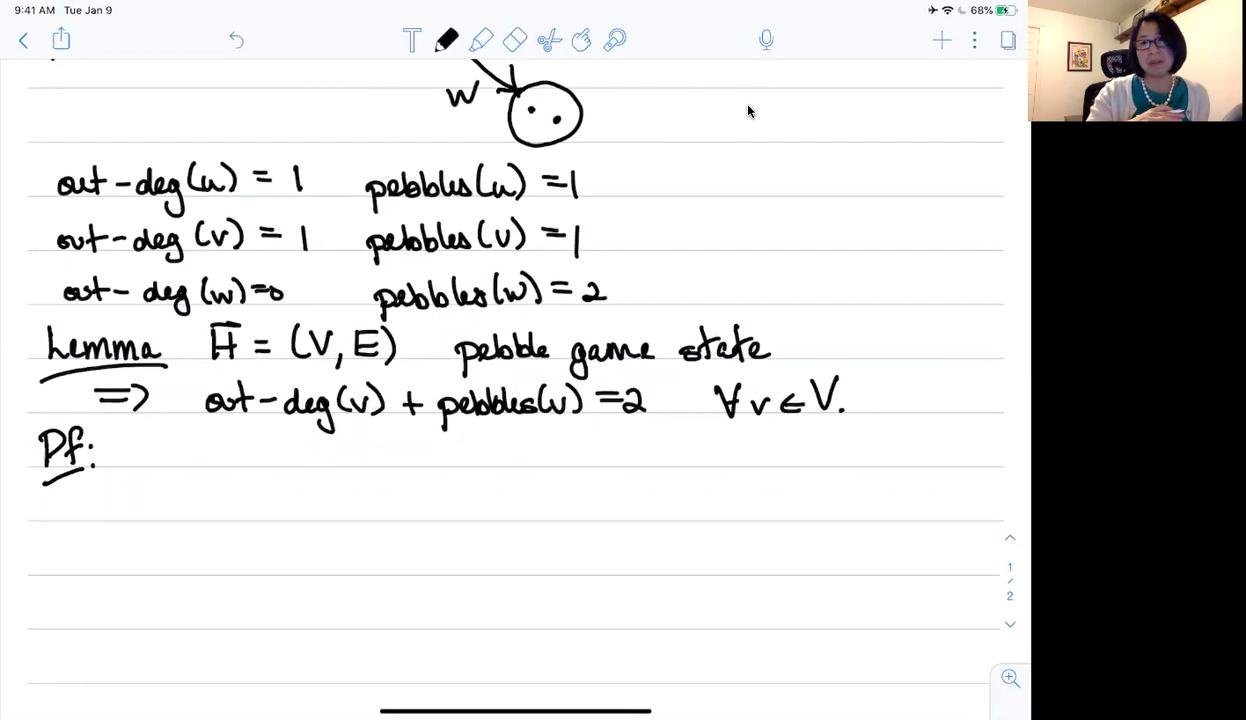 9:41 AM Tue Jan 9
68%
T
W
out-deg(u) = 1 pebbles(u) = 1
out-deg(v) = 1 pebbles(v) = 1
out-deg(w)=0 pebbles(w) = 2
Lemma H̄ = (V, E) pebble game state
=> out-deg(v) + pebbles(v) = 2 ∀ v ∈ V.
Pf:
1
/
2